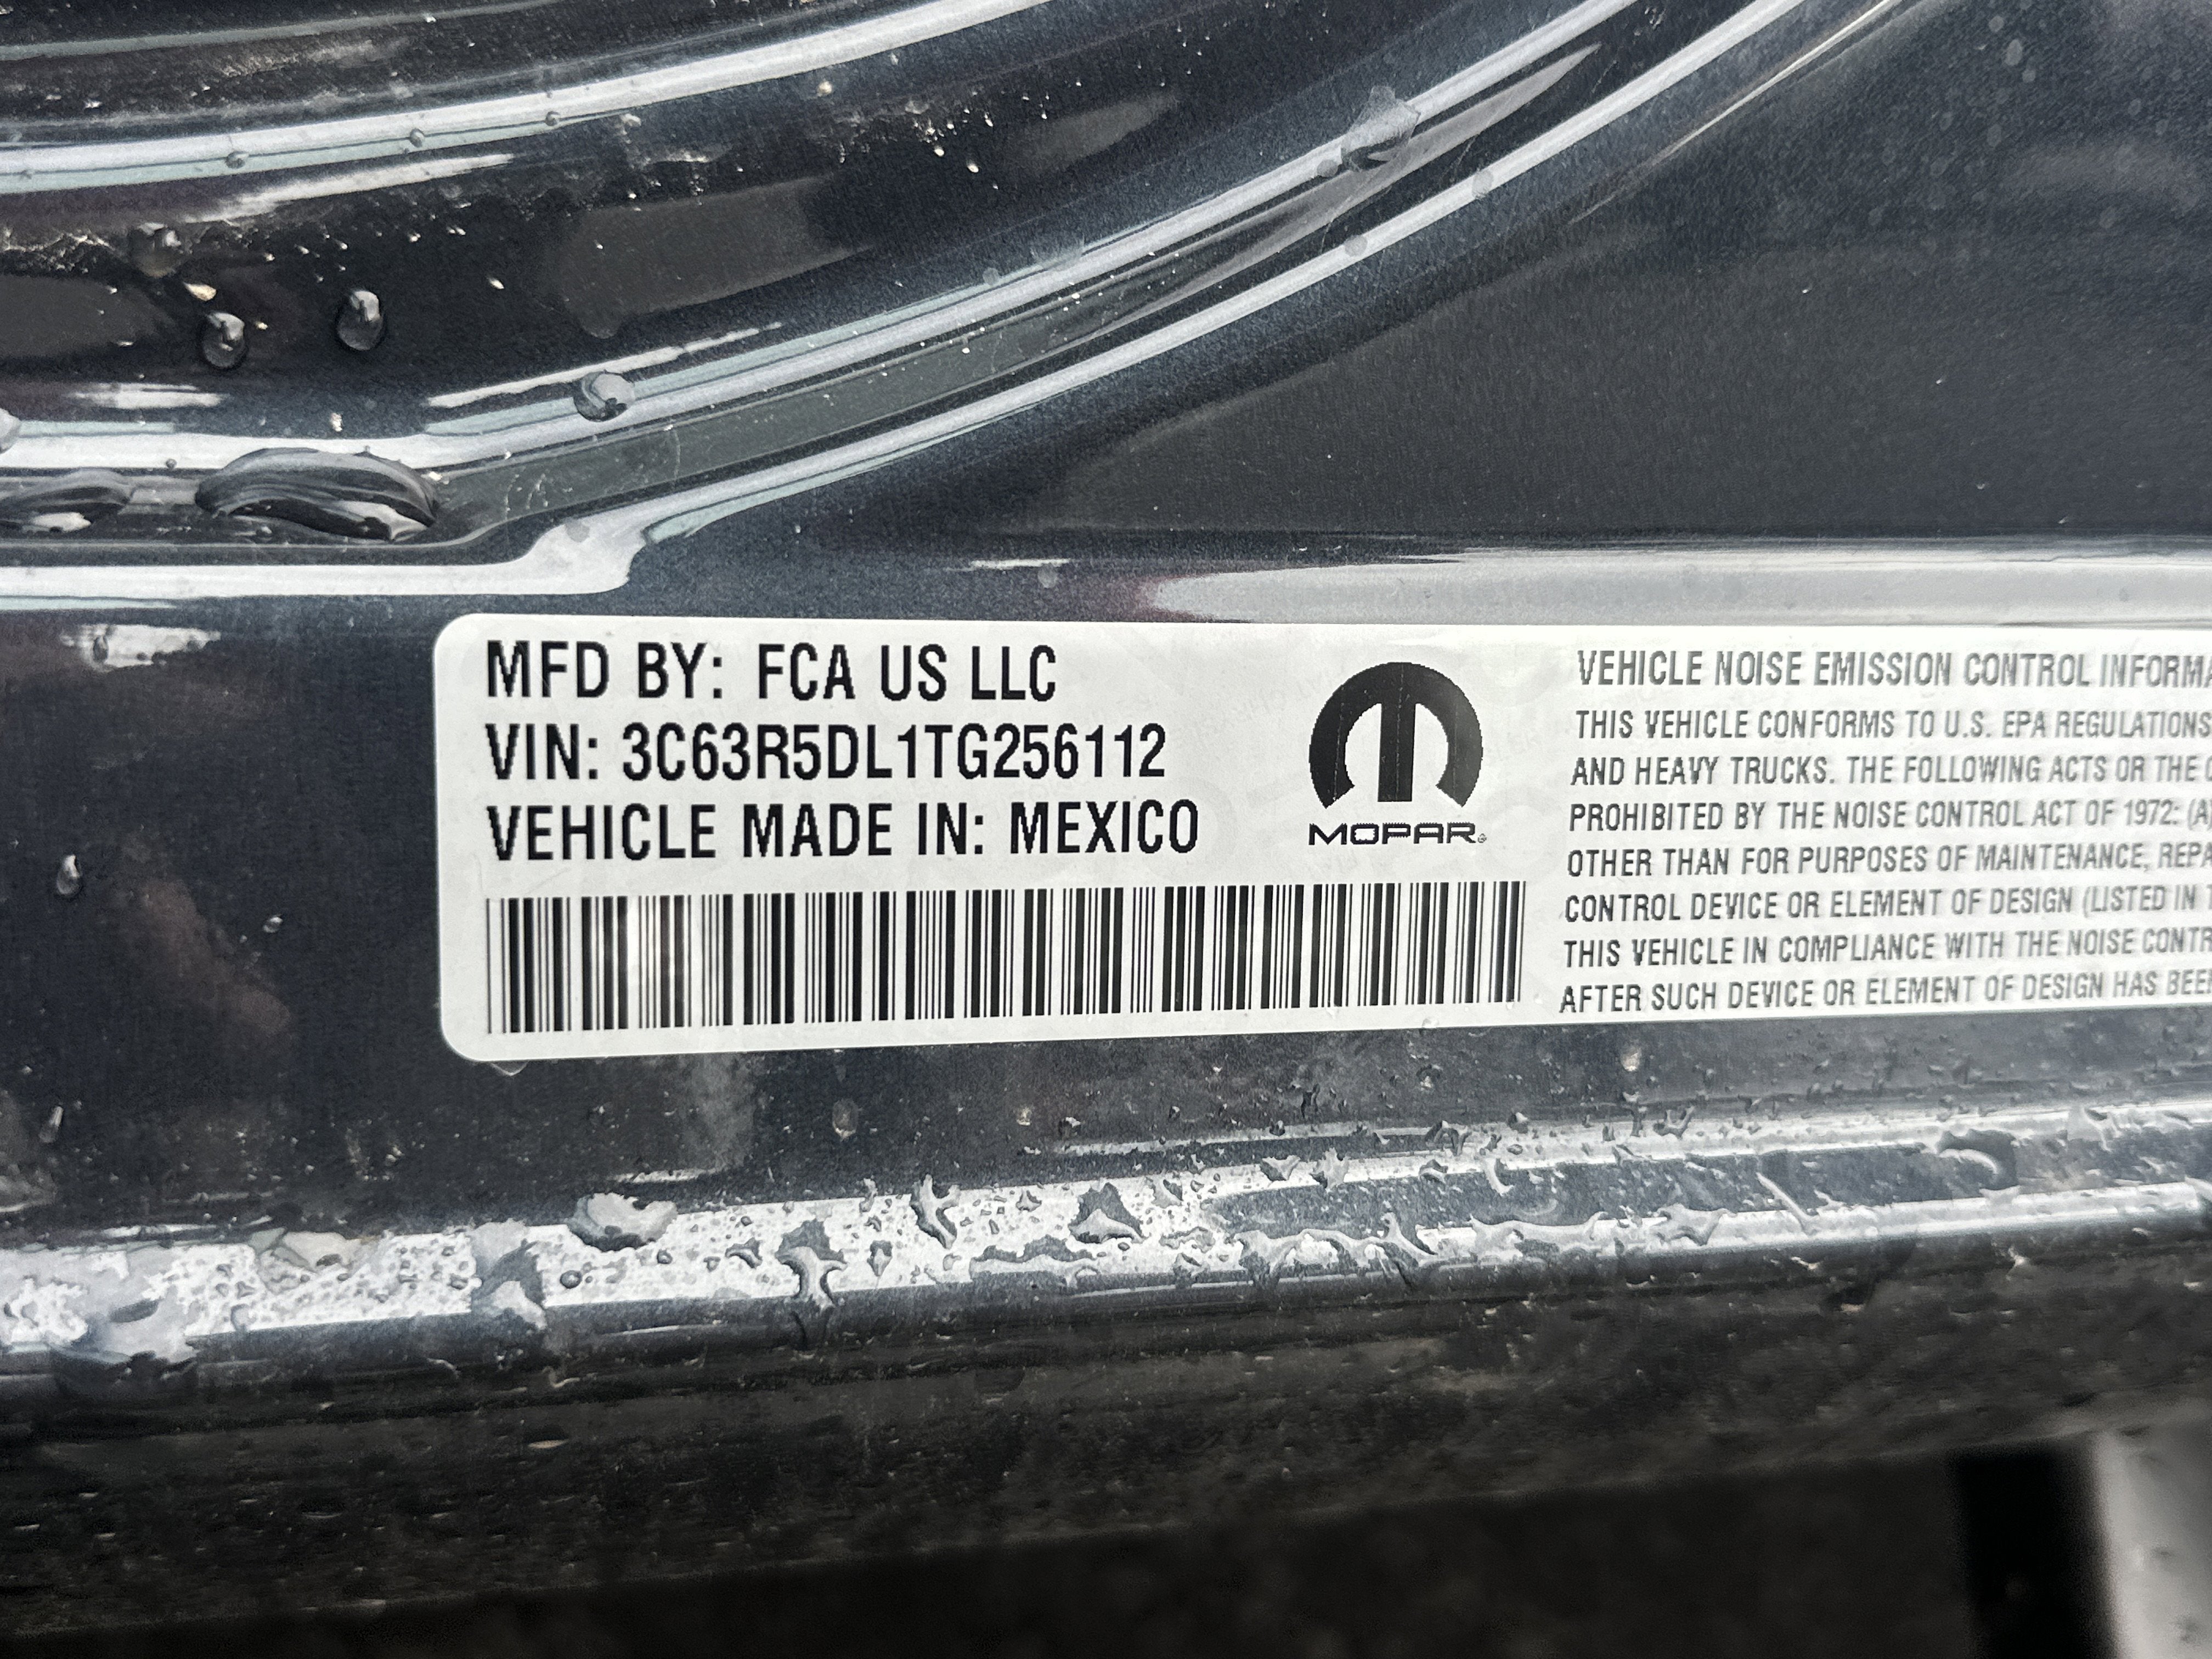 MFD BY: FCA US LLC
VIN: 3C63R5DL1TG256112
VEHICLE MADE IN: MEXICO
MOPAR®
VEHICLE NOISE EMISSION CONTROL
THIS VEHICLE CONFORMS TO U.S. EPA REGULATIONS
AND HEAVY TRUCKS. THE FOLLOWING ACTS OR THE
PROHIBITED BY THE NOISE CONTROL ACT OF 1972: (A)
OTHER THAN FOR PURPOSES OF MAINTENANCE,
CONTROL DEVICE OR ELEMENT OF DESIGN (LISTED IN
THIS VEHICLE IN COMPLIANCE WITH THE NOISE
AFTER SUCH DEVICE OR ELEMENT OF DESIGN HAS